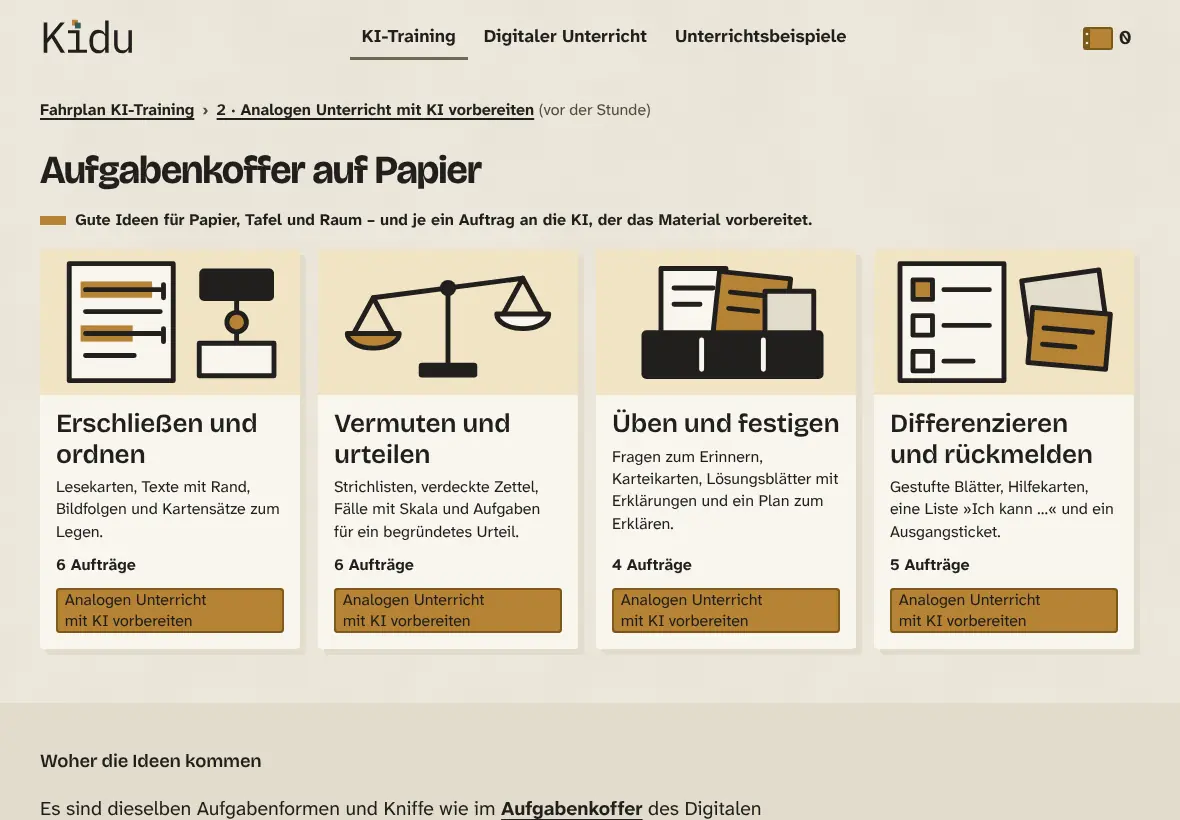 Kidu
KI-Training
Digitaler Unterricht
Unterrichtsbeispiele
0
Fahrplan KI-Training › 2 · Analogen Unterricht mit KI vorbereiten (vor der Stunde)
Aufgabenkoffer auf Papier
Gute Ideen für Papier, Tafel und Raum – und je ein Auftrag an die KI, der das Material vorbereitet.
Erschließen und
ordnen
Lesekarten, Texte mit Rand,
Bildfolgen und Kartensätze zum
Legen.
6 Aufträge
Analogen Unterricht
mit KI vorbereiten
Vermuten und
urteilen
Strichlisten, verdeckte Zettel,
Fälle mit Skala und Aufgaben
für ein begründetes Urteil.
6 Aufträge
Analogen Unterricht
mit KI vorbereiten
Üben und festigen
Fragen zum Erinnern,
Karteikarten, Lösungsblätter mit
Erklärungen und ein Plan zum
Erklären.
4 Aufträge
Analogen Unterricht
mit KI vorbereiten
Differenzieren
und rückmelden
Gestufte Blätter, Hilfekarten,
eine Liste »Ich kann …« und ein
Ausgangsticket.
5 Aufträge
Analogen Unterricht
mit KI vorbereiten
Woher die Ideen kommen
Es sind dieselben Aufgabenformen und Kniffe wie im Aufgabenkoffer des Digitalen